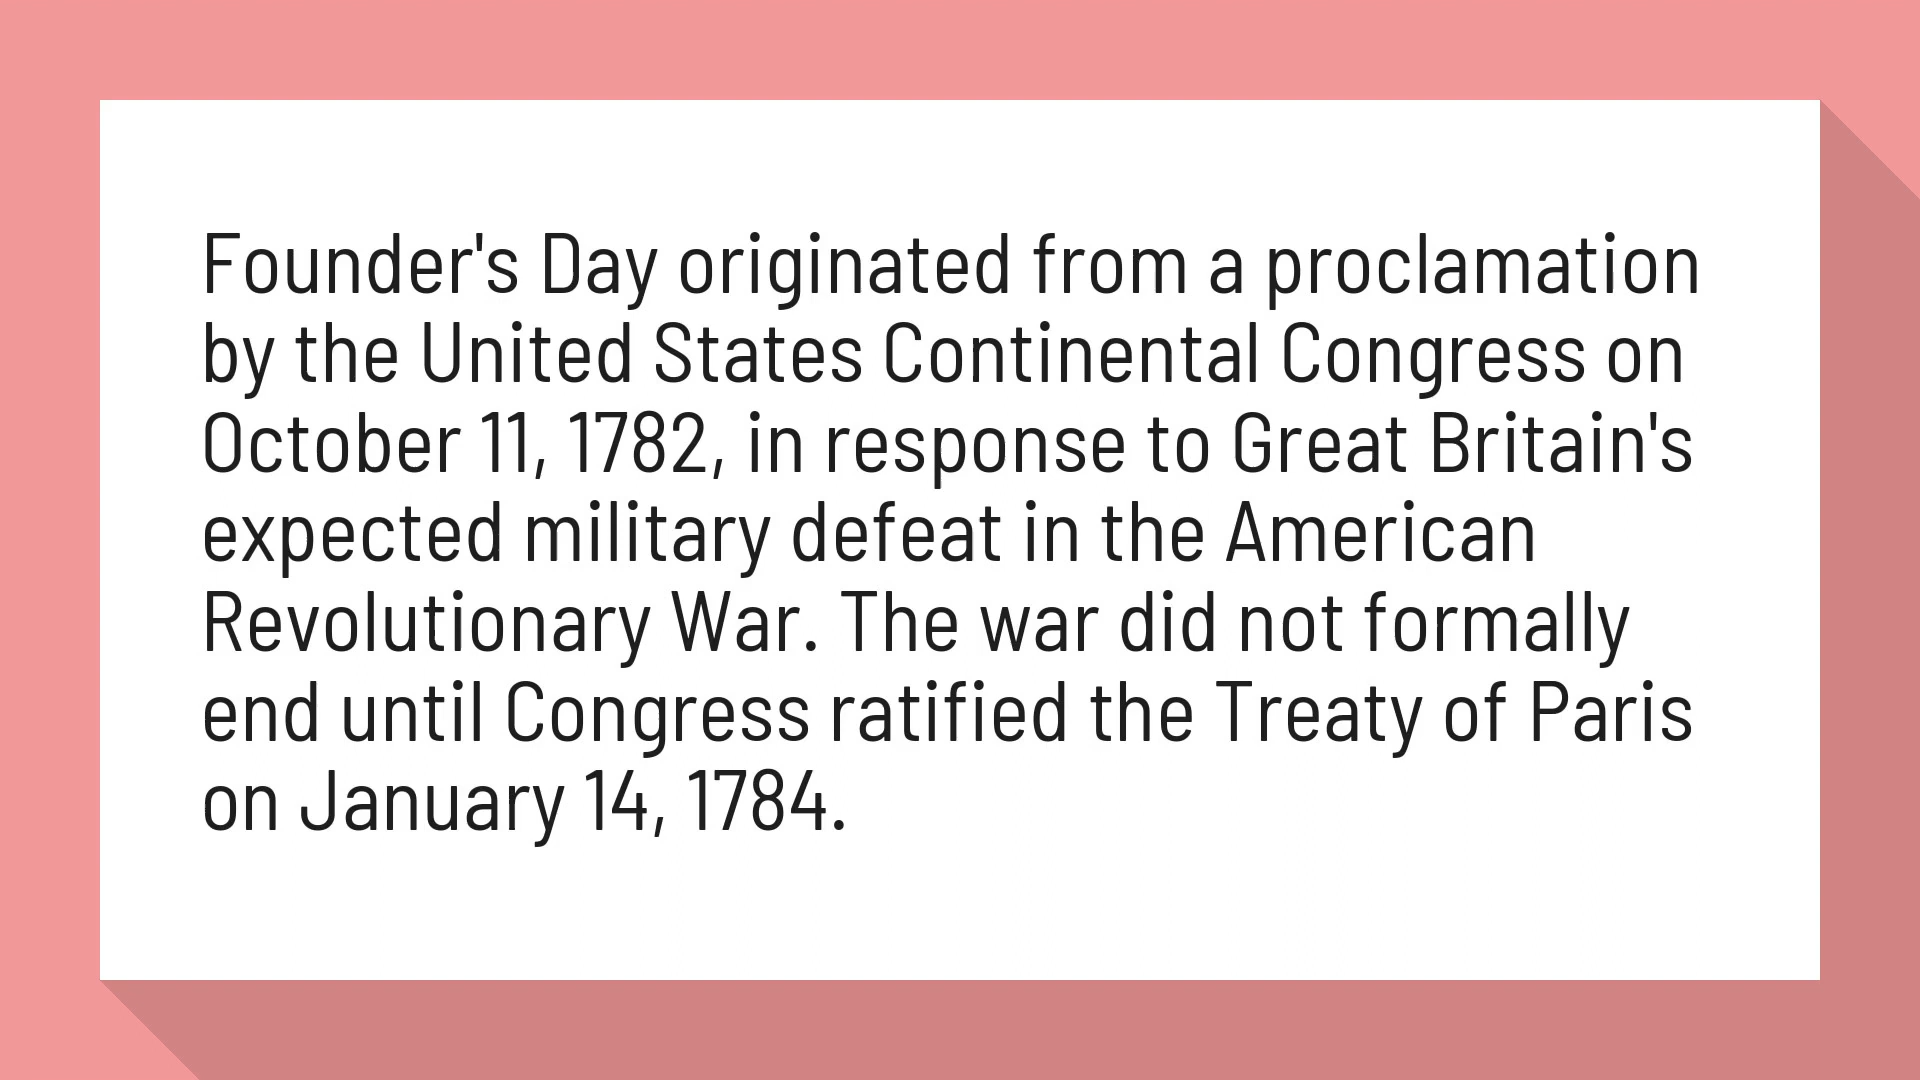 Founder's Day originated from a proclamation
by the United States Continental Congress on
October 11, 1782, in response to Great Britain's
expected military defeat in the American
Revolutionary War. The war did not formally
end until Congress ratified the Treaty of Paris
on January 14, 1784.